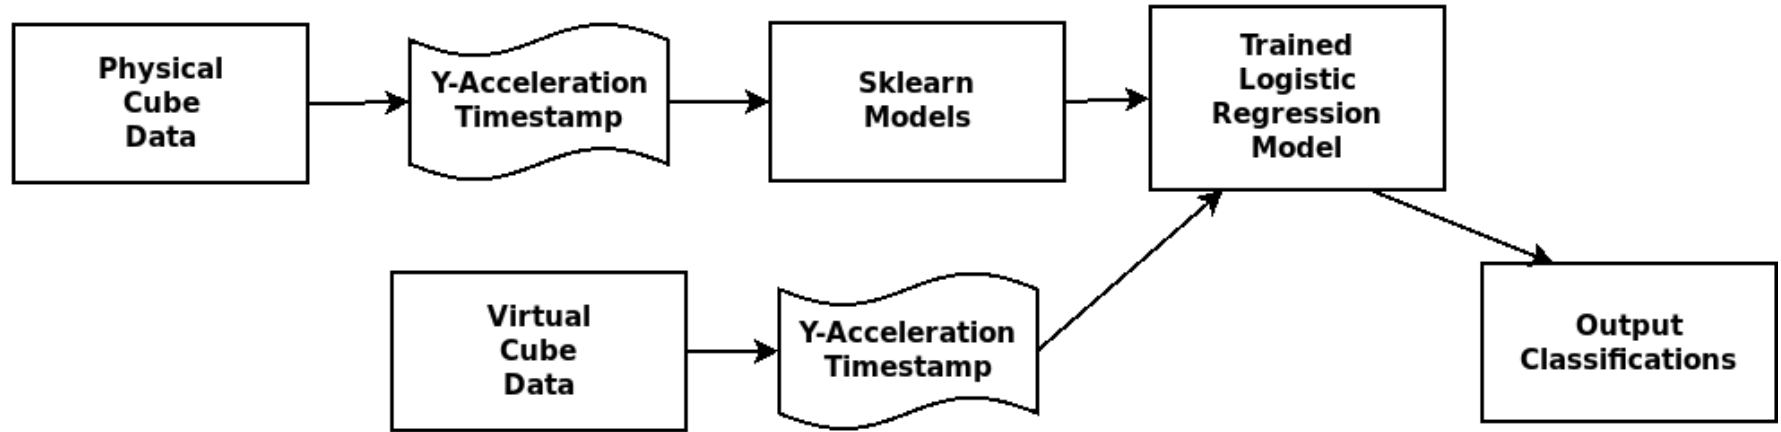 Physical
Cube
Data
Y-Acceleration
Timestamp
Sklearn
Models
Trained
Logistic
Regression
Model
Virtual
Cube
Data
Y-Acceleration
Timestamp
Output
Classifications